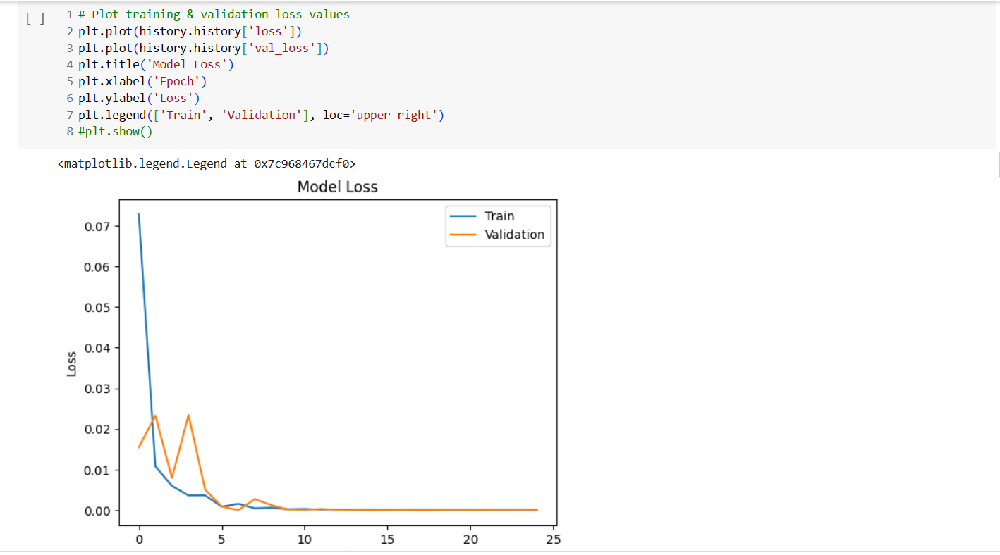 [ ]
1 # Plot training & validation loss values
2 plt.plot(history.history['loss'])
3 plt.plot(history.history['val_loss'])
4 plt.title('Model Loss')
5 plt.xlabel('Epoch')
6 plt.ylabel('Loss')
7 plt.legend(['Train', 'Validation'], loc='upper right')
8 #plt.show()
<matplotlib.legend.Legend at 0x7c968467dcf0>
Model Loss
Train
Validation
0.07
0.06
0.05
0.04
0.03
0.02
0.01
0.00
Loss
0 5 10 15 20 25